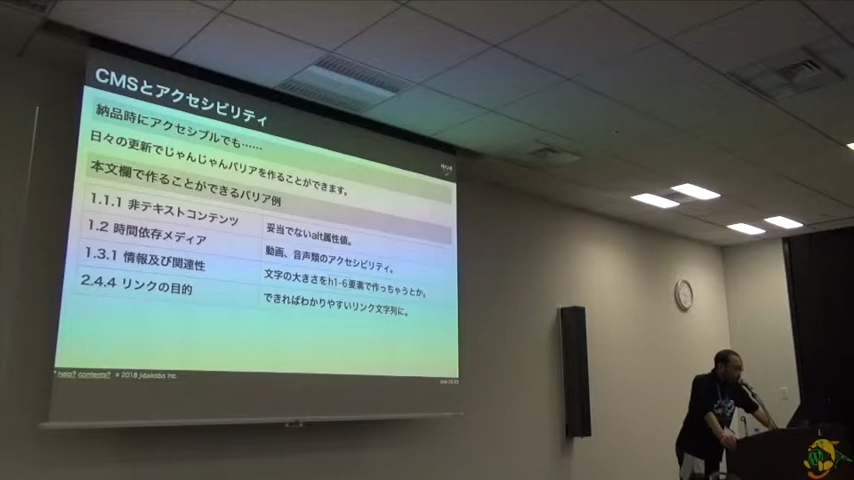 CMSとアクセシビリティ
納品時にアクセシブルでも……
日々の更新でじゃんじゃんバリアを作ることができます。
本文欄で作ることができるバリア例
1.1.1 非テキストコンテンツ 妥当でないalt属性値。
1.2 時間依存メディア 動画、音声類のアクセシビリティ。
1.3.1 情報及び関連性 文字の大きさをh1-6要素で作っちゃうとか。
2.4.4 リンクの目的 できればわかりやすいリンク文字列に。
help? contents? © 2018 jidaikobo inc.